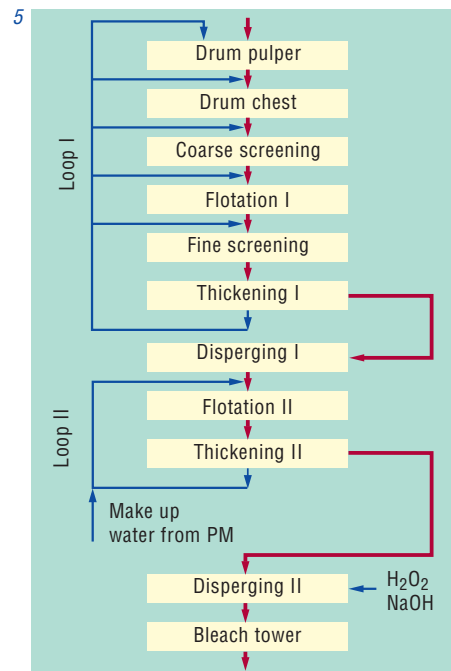 5
Drum pulper
Drum chest
Coarse screening
Flotation I
Fine screening
Thickening I
Loop I
Disperging I
Flotation II
Thickening II
Loop II
Make up
water from PM
Disperging II
H₂O₂
NaOH
Bleach tower